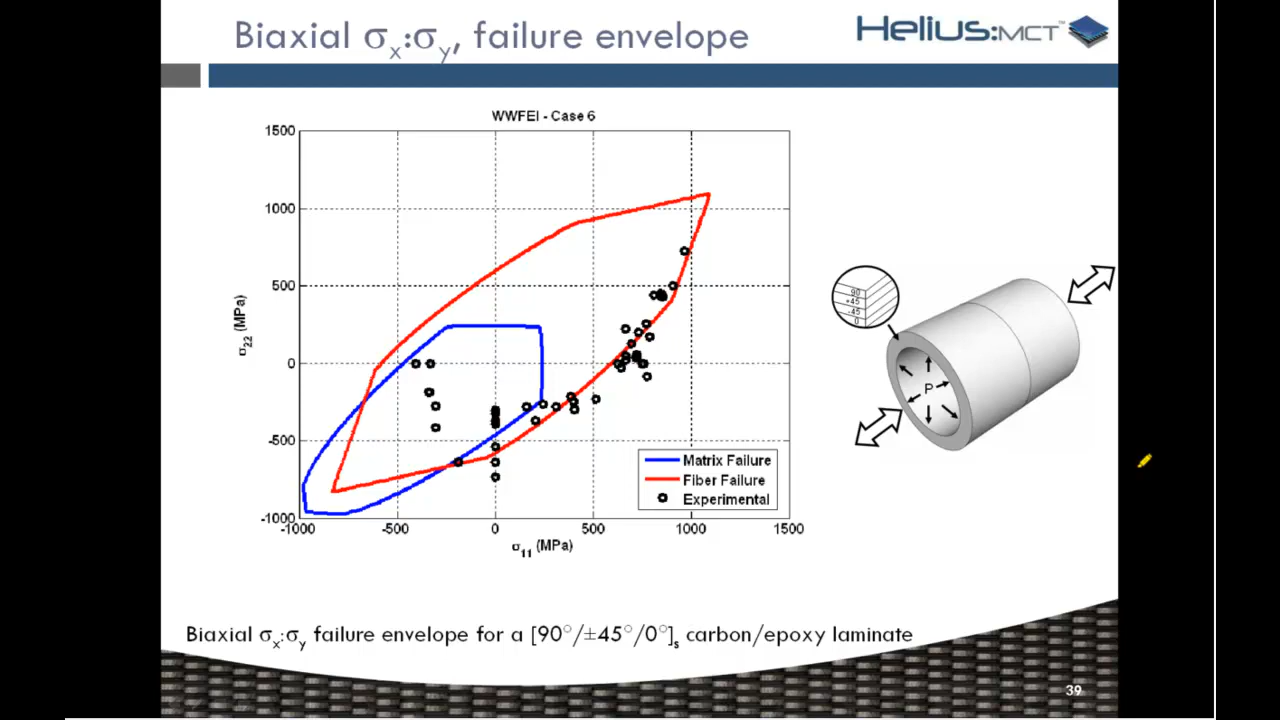 Biaxial σx:σy, failure envelope
Helius:MCT™
WWFEI - Case 6
1500
1000
500
0
-500
-1000
σ22 (MPa)
-1000 -500 0 500 1000 1500
σ11 (MPa)
Matrix Failure
Fiber Failure
Experimental
90
+45
-45
0
P
Biaxial σx:σy failure envelope for a [90°/±45°/0°]s carbon/epoxy laminate
39